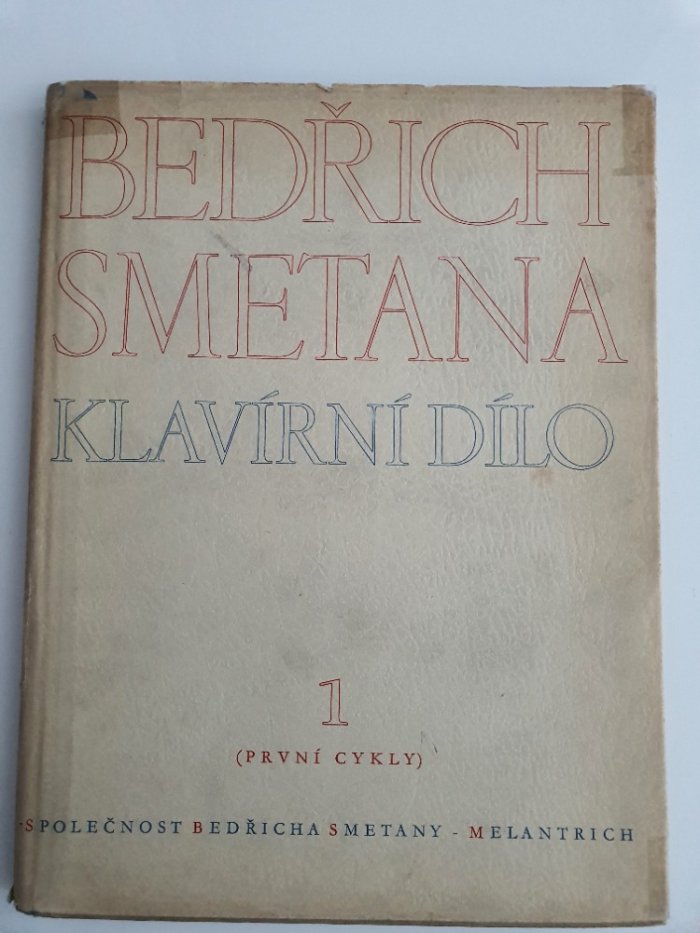 BEDŘICH
SMETANA
KLAVÍRNÍ DÍLO
1
(PRVNÍ CYKLY)
SPOLEČNOST BEDŘICHA SMETANY - MELANTRICH